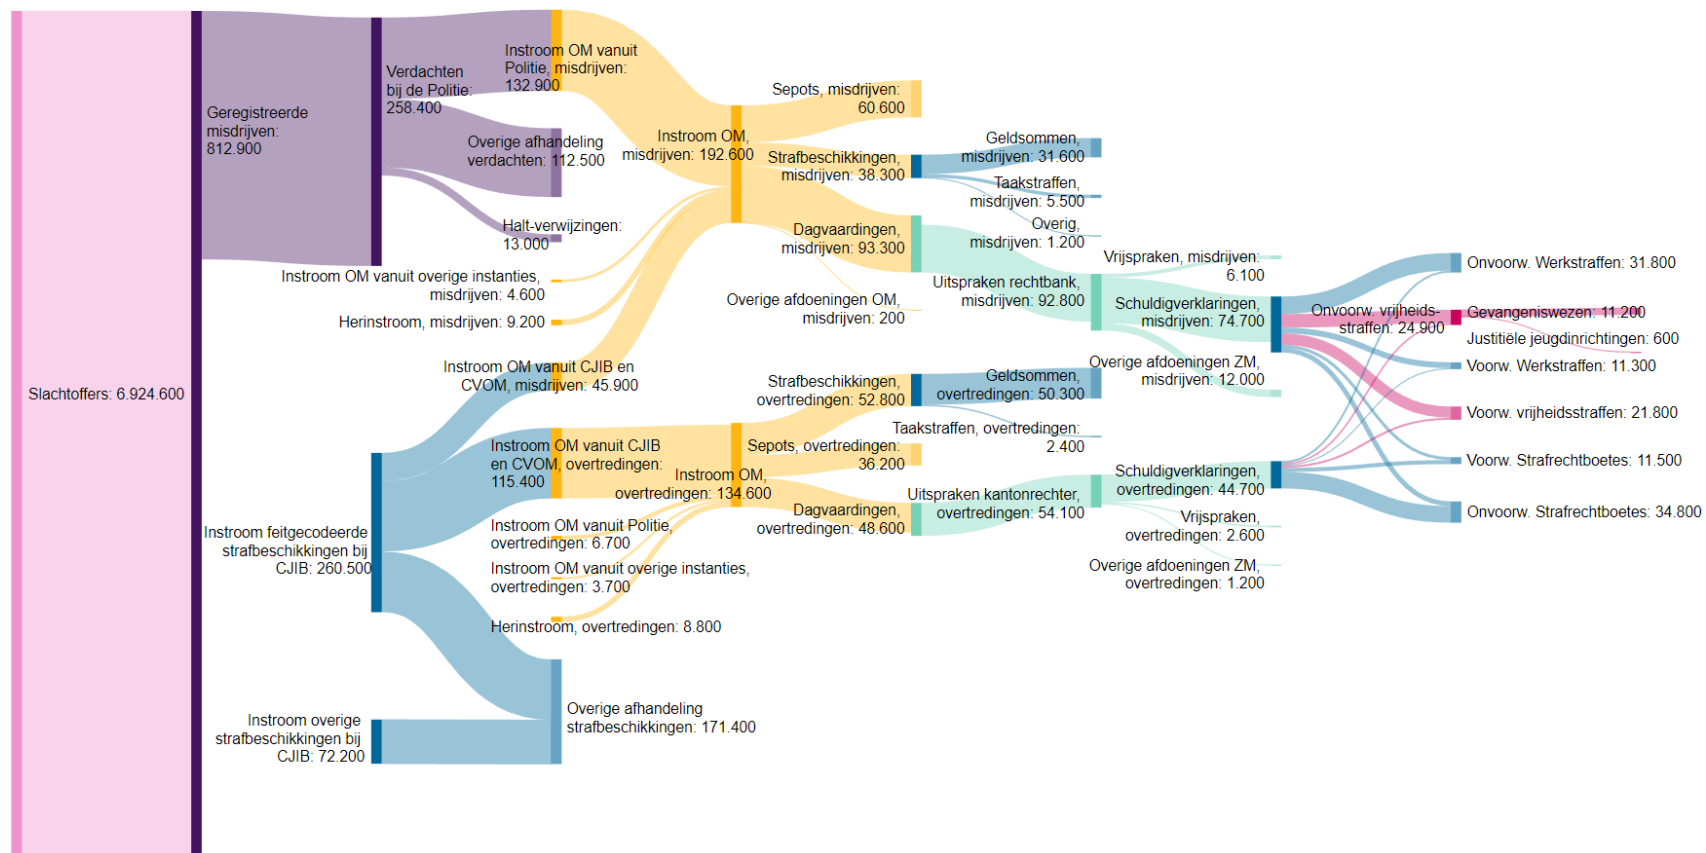 Slachtoffers: 6.924.600
Geregistreerde
misdrijven:
812.900
Verdachten
bij de Politie:
258.400
Instroom feitgecodeerde
strafbeschikkingen bij
CJIB: 260.500
Instroom overige
strafbeschikkingen bij
CJIB: 72.200
Instroom OM vanuit
Politie, misdrijven:
132.900
Overige afhandeling
verdachten: 112.500
Halt-verwijzingen:
13.000
Instroom OM vanuit overige instanties,
misdrijven: 4.600
Herinstroom, misdrijven: 9.200
Instroom OM vanuit CJIB en
CVOM, misdrijven: 45.900
Instroom OM vanuit CJIB
en CVOM, overtredingen:
115.400
Instroom OM vanuit Politie,
overtredingen: 6.700
Instroom OM vanuit overige instanties,
overtredingen: 3.700
Herinstroom, overtredingen: 8.800
Overige afhandeling
strafbeschikkingen: 171.400
Instroom OM,
misdrijven: 192.600
Instroom OM,
overtredingen: 134.600
Sepots, misdrijven:
60.600
Strafbeschikkingen,
misdrijven: 38.300
Dagvaardingen,
misdrijven: 93.300
Overige afdoeningen OM,
misdrijven: 200
Strafbeschikkingen,
overtredingen: 52.800
Sepots, overtredingen:
36.200
Dagvaardingen,
overtredingen: 48.600
Geldsommen,
misdrijven: 31.600
Taakstraffen,
misdrijven: 5.500
Overig,
misdrijven: 1.200
Uitspraken rechtbank,
misdrijven: 92.800
Geldsommen,
overtredingen: 50.300
Taakstraffen, overtredingen:
2.400
Uitspraken kantonrechter,
overtredingen: 54.100
Vrijspraken, misdrijven:
6.100
Schuldigverklaringen,
misdrijven: 74.700
Overige afdoeningen ZM,
misdrijven: 12.000
Schuldigverklaringen,
overtredingen: 44.700
Vrijspraken,
overtredingen: 2.600
Overige afdoeningen ZM,
overtredingen: 1.200
Onvoorw. Werkstraffen: 31.800
Onvoorw. vrijheids-
straffen: 24.900
Gevangeniswezen: 11.200
Justitiële jeugdinrichtingen: 600
Voorw. Werkstraffen: 11.300
Voorw. vrijheidsstraffen: 21.800
Voorw. Strafrechtboetes: 11.500
Onvoorw. Strafrechtboetes: 34.800